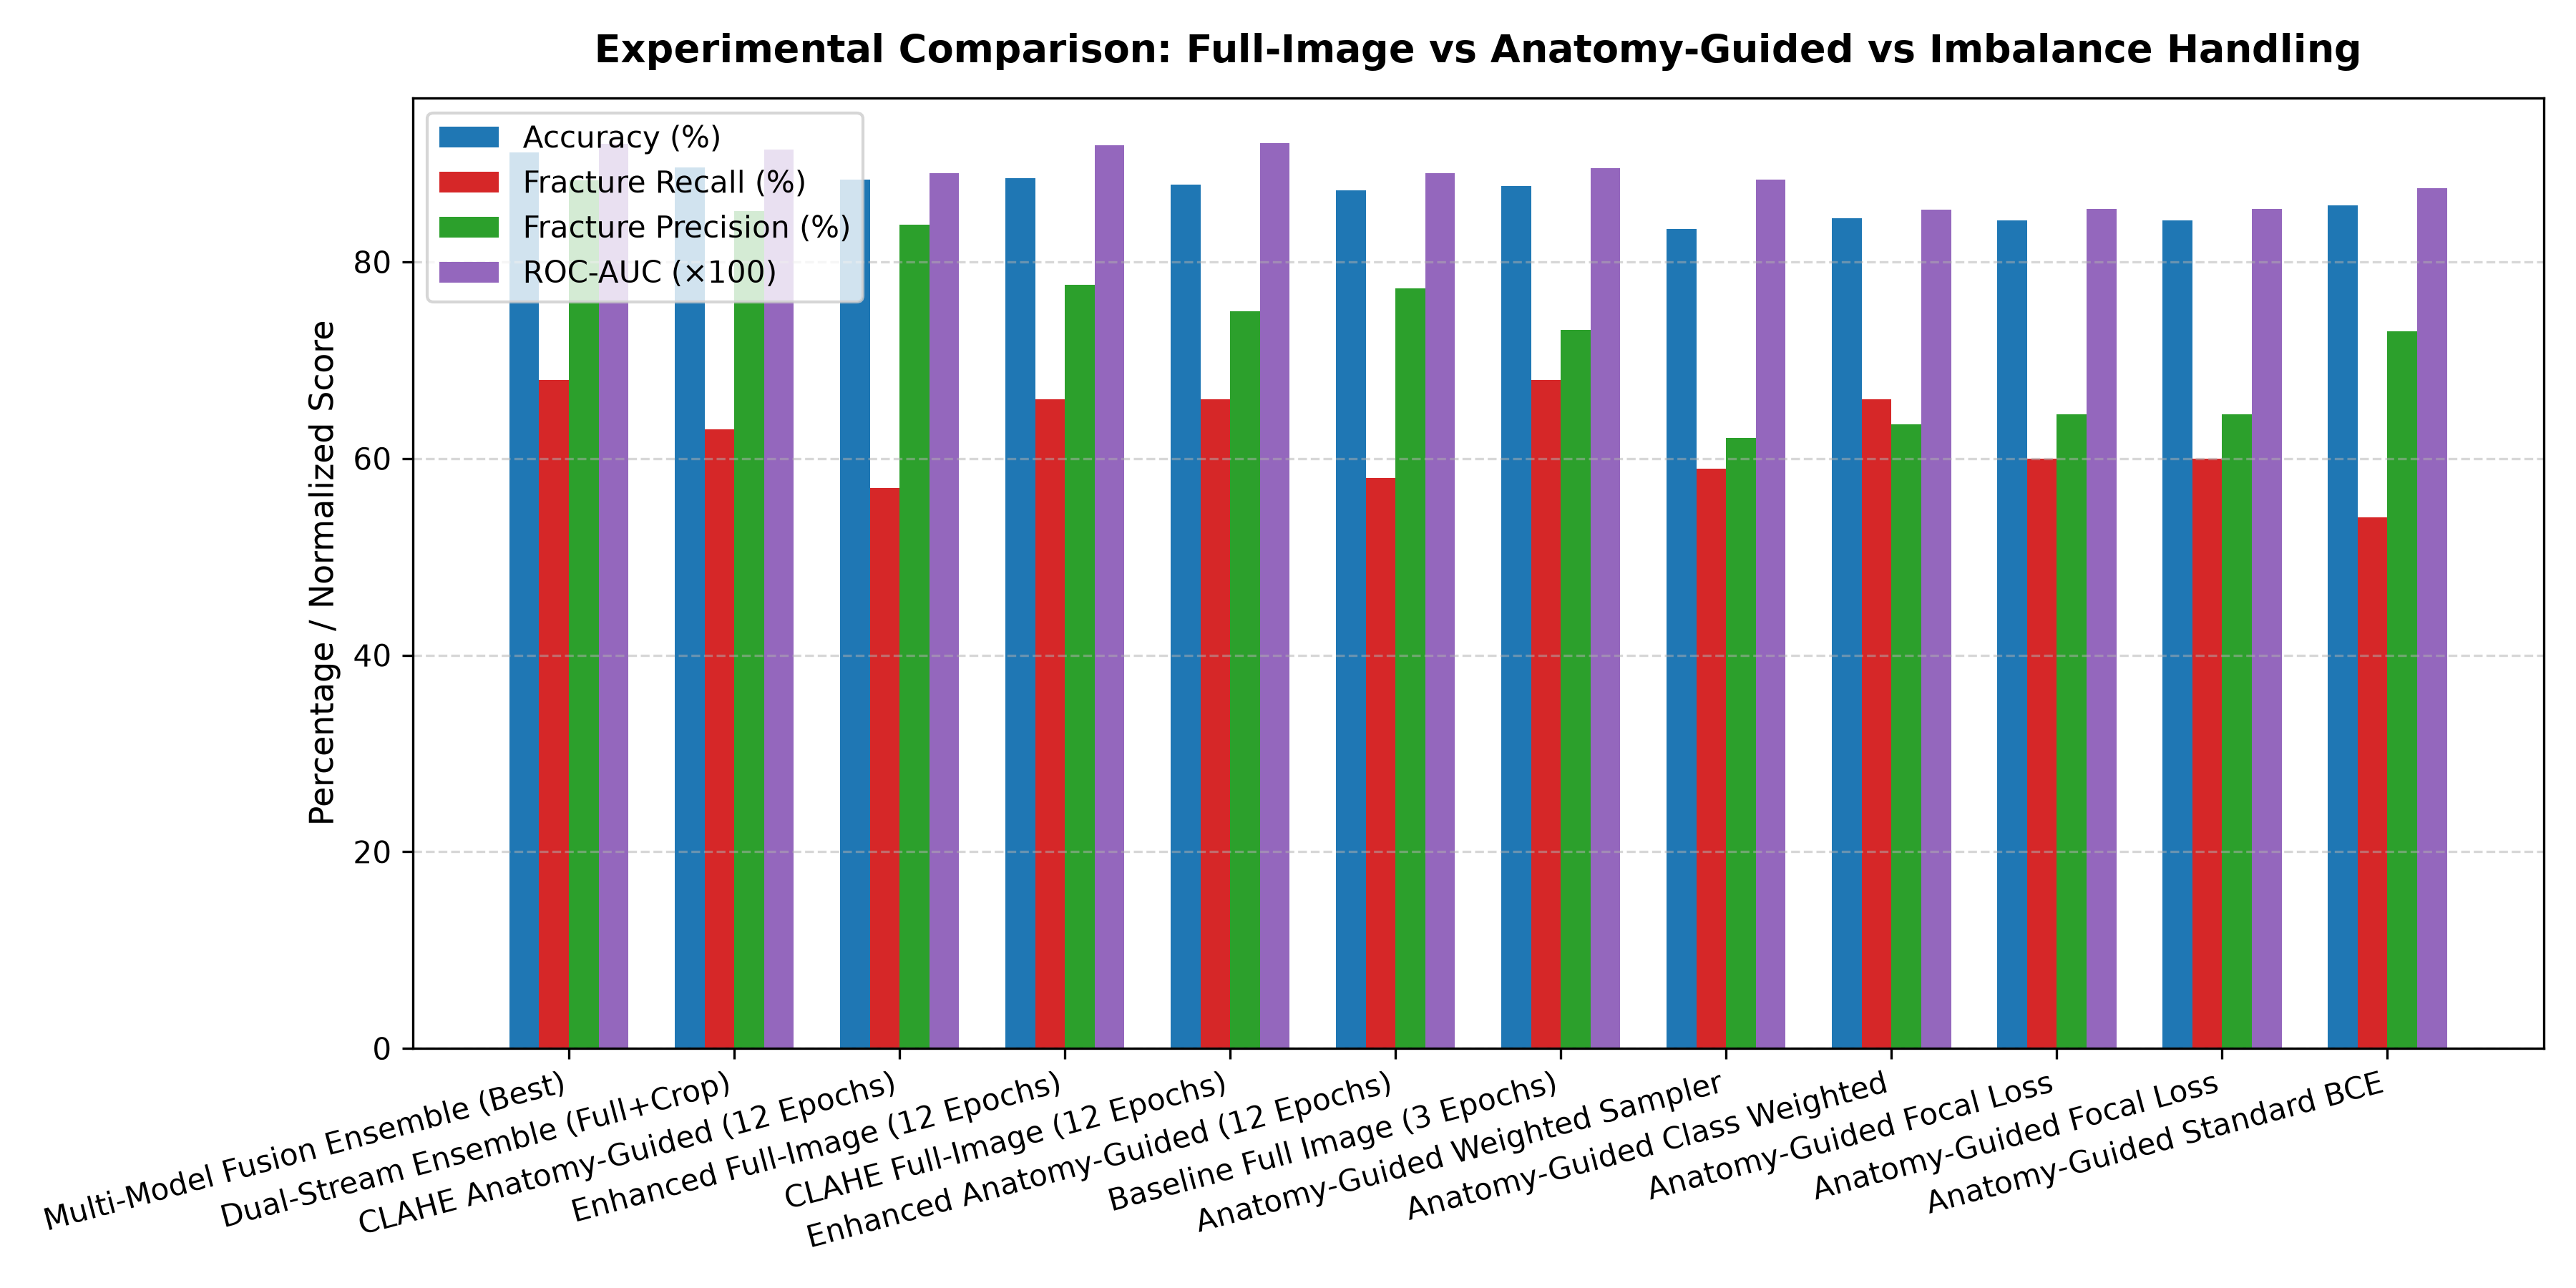 Experimental Comparison: Full-Image vs Anatomy-Guided vs Imbalance Handling
Accuracy (%)
Fracture Recall (%)
Fracture Precision (%)
ROC-AUC (×100)
Percentage / Normalized Score
80
60
40
20
0
Multi-Model Fusion Ensemble (Best)
Dual-Stream Ensemble (Full+Crop)
CLAHE Anatomy-Guided (12 Epochs)
Enhanced Full-Image (12 Epochs)
CLAHE Full-Image (12 Epochs)
Enhanced Anatomy-Guided (12 Epochs)
Baseline Full Image (3 Epochs)
Anatomy-Guided Weighted Sampler
Anatomy-Guided Class Weighted
Anatomy-Guided Focal Loss
Anatomy-Guided Focal Loss
Anatomy-Guided Standard BCE